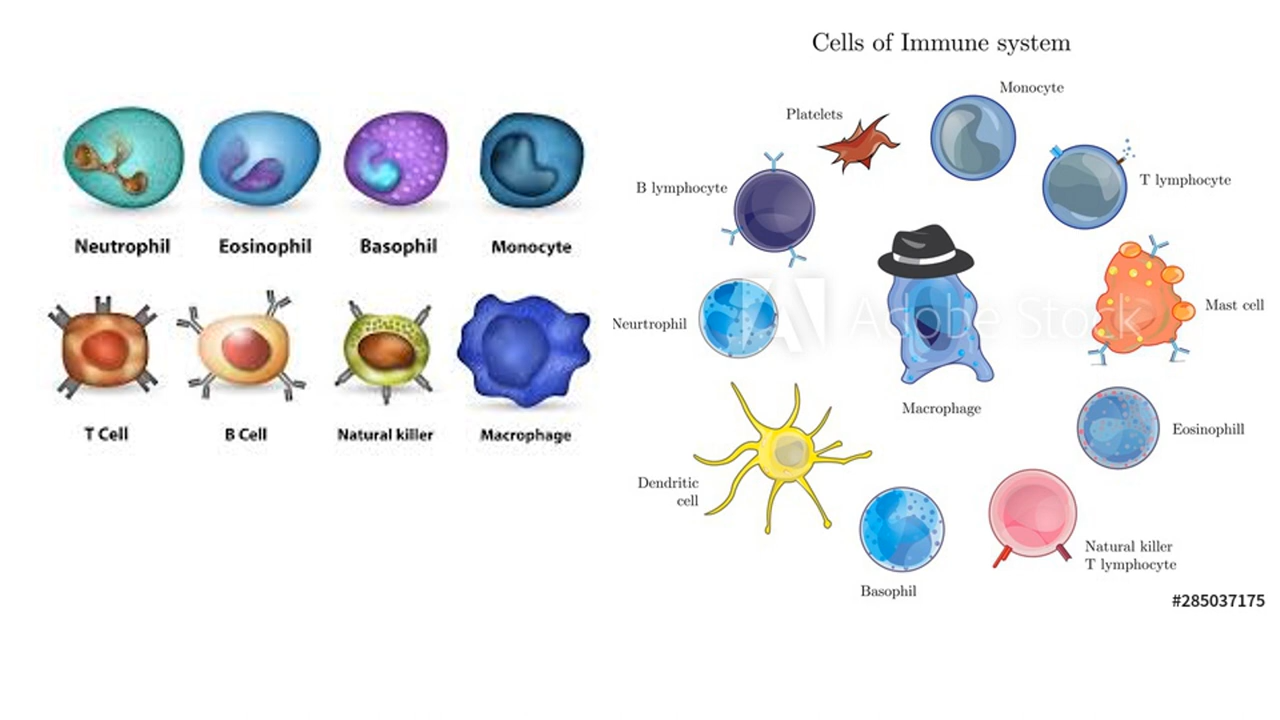 Neutrophil
Eosinophil
Basophil
Monocyte
T Cell
B Cell
Natural killer
Macrophage
Cells of Immune system
Monocyte
Platelets
T lymphocyte
B lymphocyte
Mast cell
Neurtrophil
Adobe Stock
Macrophage
Eosinophill
Dendritic
cell
Natural killer
T lymphocyte
Basophil
#285037175